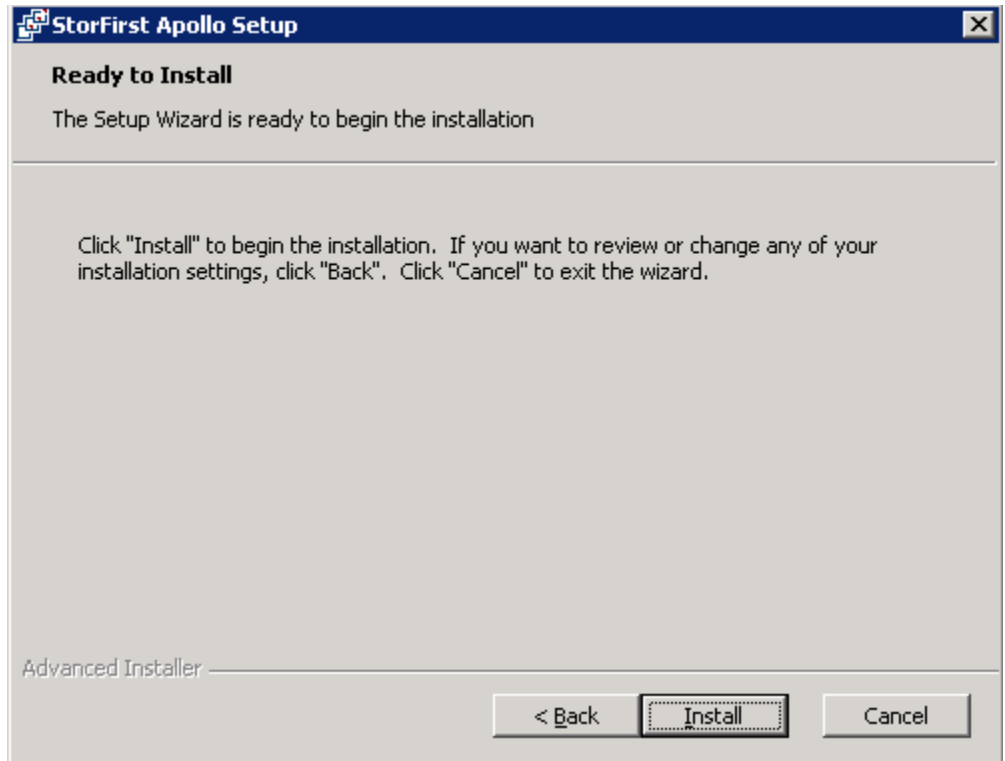 StorFirst Apollo Setup
Ready to Install
The Setup Wizard is ready to begin the installation
Click "Install" to begin the installation.  If you want to review or change any of your
installation settings, click "Back".  Click "Cancel" to exit the wizard.
Advanced Installer
< Back
Install
Cancel